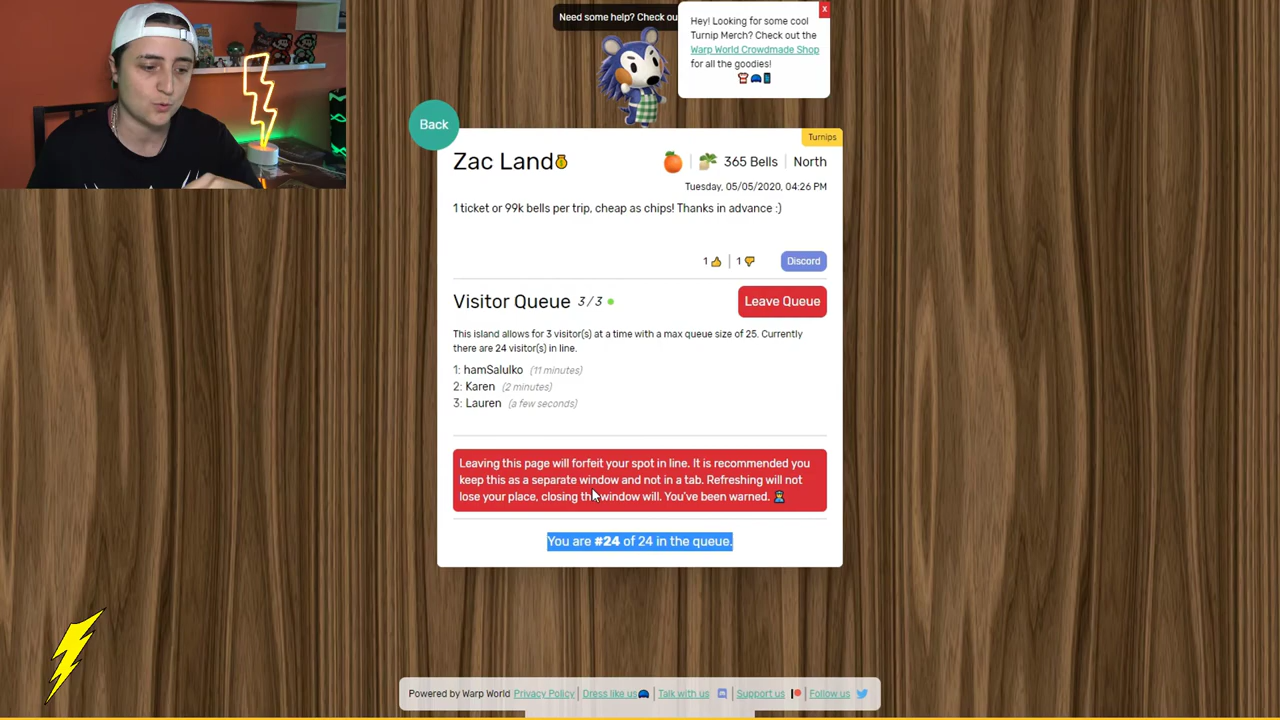 Need some help? Check ou
X
Hey! Looking for some cool
Turnip Merch? Check out the
Warp World Crowdmade Shop
for all the goodies!
Back
Turnips
Zac Land
365 Bells
North
Tuesday, 05/05/2020, 04:26 PM
1 ticket or 99k bells per trip, cheap as chips! Thanks in advance :)
1
1
Discord
Visitor Queue 3/3
Leave Queue
This island allows for 3 visitor(s) at a time with a max queue size of 25. Currently
there are 24 visitor(s) in line.
1: hamSalulko (11 minutes)
2: Karen (2 minutes)
3: Lauren (a few seconds)
Leaving this page will forfeit your spot in line. It is recommended you
keep this as a separate window and not in a tab. Refreshing will not
lose your place, closing the window will. You've been warned.
You are #24 of 24 in the queue.
Powered by Warp World Privacy Policy | Dress like us | Talk with us | Support us | Follow us